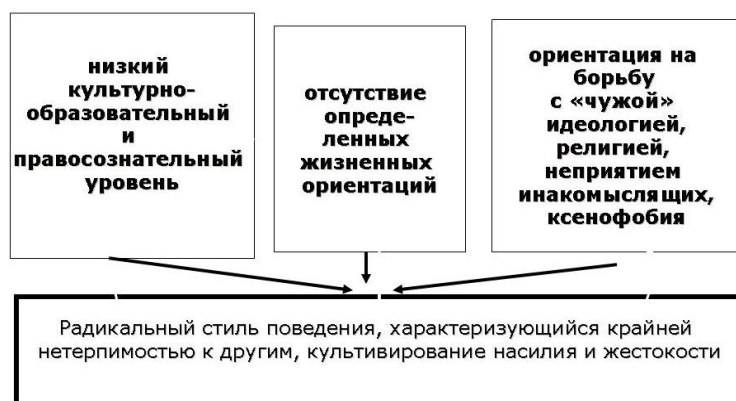 низкий
культурно-
образовательный
и
правосознательный
уровень
отсутствие
опреде-
ленных
жизненных
ориентаций
ориентация на
борьбу
с «чужой»
идеологией,
религией,
неприятием
инакомыслящих,
ксенофобия
Радикальный стиль поведения, характеризующийся крайней
нетерпимостью к другим, культивирование насилия и жестокости